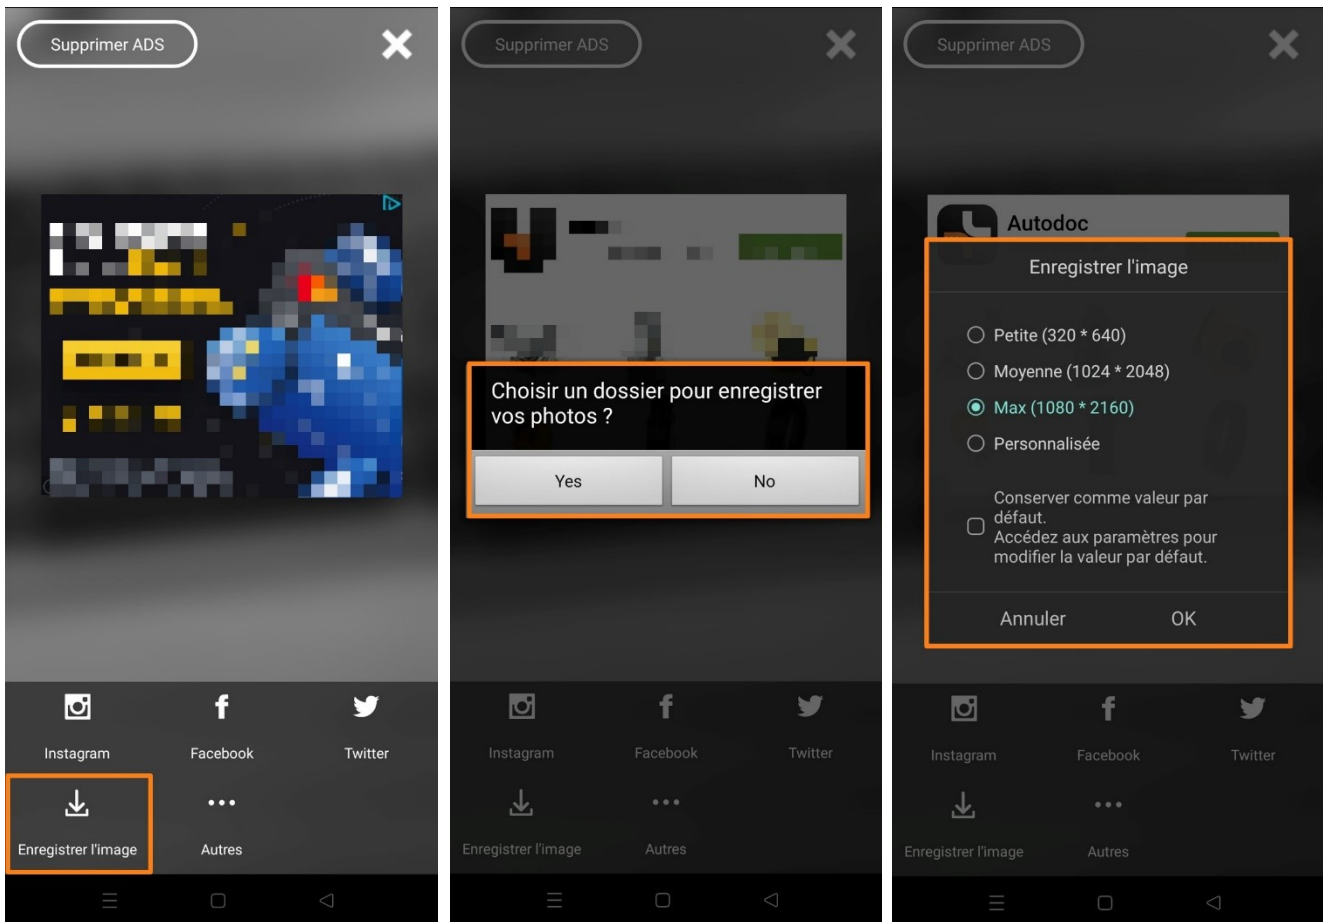 Supprimer ADS
Instagram
Facebook
Twitter
Enregistrer l'image
Autres
Supprimer ADS
Choisir un dossier pour enregistrer
vos photos ?
Yes
No
Instagram
Facebook
Twitter
Enregistrer l'image
Autres
Supprimer ADS
Autodoc
Enregistrer l'image
Petite (320 * 640)
Moyenne (1024 * 2048)
Max (1080 * 2160)
Personnalisée
Conserver comme valeur par
défaut.
Accédez aux paramètres pour
modifier la valeur par défaut.
Annuler
OK
Instagram
Facebook
Twitter
Enregistrer l'image
Autres